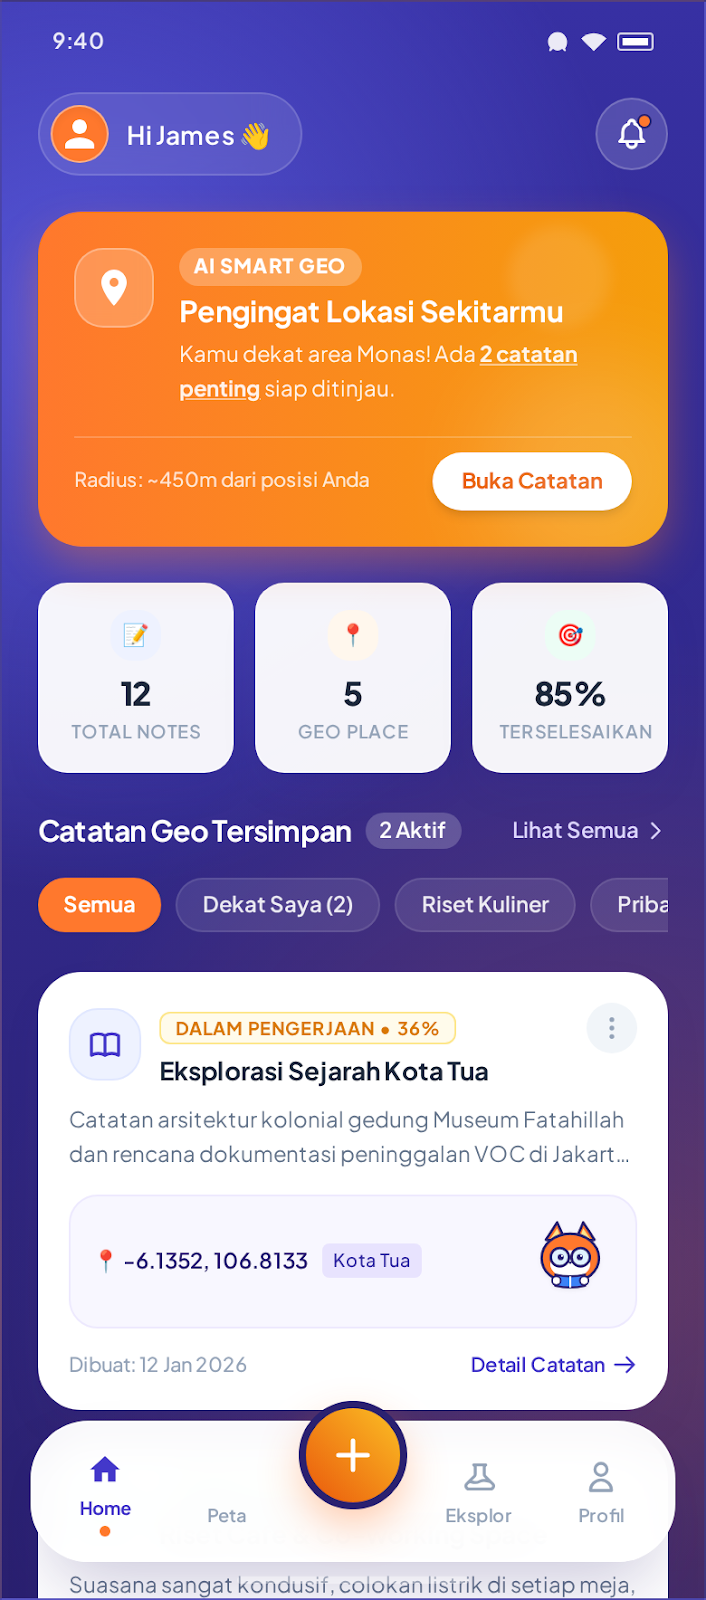 9:40
Hi James 👋
AI SMART GEO
Pengingat Lokasi Sekitarmu
Kamu dekat area Monas! Ada 2 catatan
penting siap ditinjau.
Radius: ~450m dari posisi Anda
Buka Catatan
12
TOTAL NOTES
5
GEO PLACE
85%
TERSELESAIKAN
Catatan Geo Tersimpan
2 Aktif
Lihat Semua
Semua
Dekat Saya (2)
Riset Kuliner
Priba
DALAM PENGERJAAN • 36%
Eksplorasi Sejarah Kota Tua
Catatan arsitektur kolonial gedung Museum Fatahillah
dan rencana dokumentasi peninggalan VOC di Jakart...
📍 -6.1352, 106.8133
Kota Tua
Dibuat: 12 Jan 2026
Detail Catatan →
Home
Peta
Eksplor
Profil
Suasana sangat kondusif, colokan listrik di setiap meja,